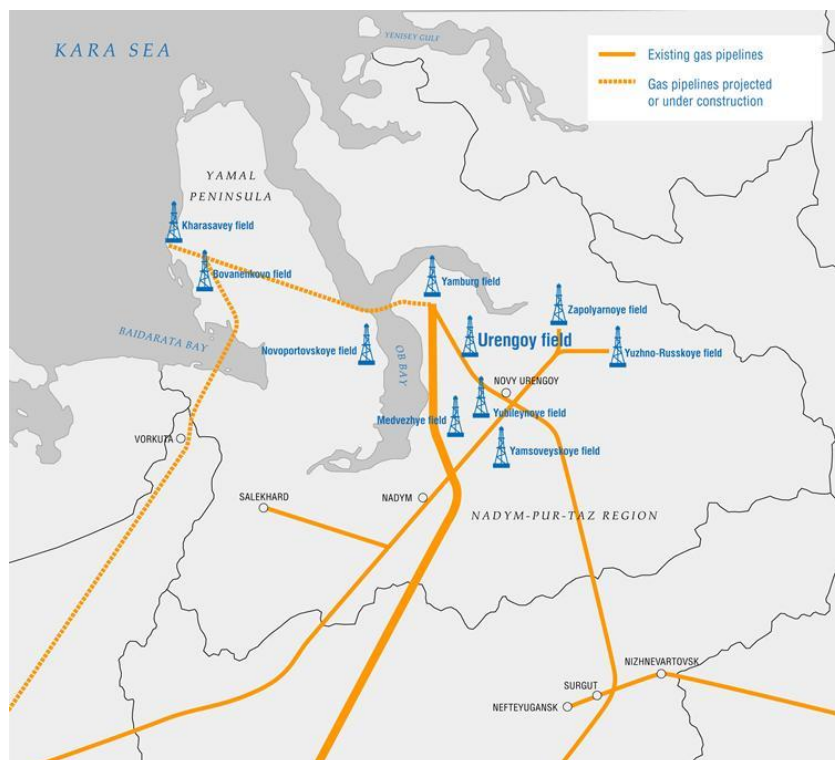 KARA SEA
YENISEY GULF
Existing gas pipelines
Gas pipelines projected
or under construction
YAMAL
PENINSULA
Kharasavey field
Bovanenkovo field
Yamburg field
Zapolyarnoye field
BAIDARATA BAY
Novoportovskoye field
OB BAY
Urengoy field
Yuzhno-Russkoye field
NOVY URENGOY
Medvezhye field
Yubileynoye field
VORKUTA
Yamsoveyskoye field
SALEKHARD
NADYM
NADYM-PUR-TAZ REGION
NIZHNEVARTOVSK
SURGUT
NEFTEYUGANSK